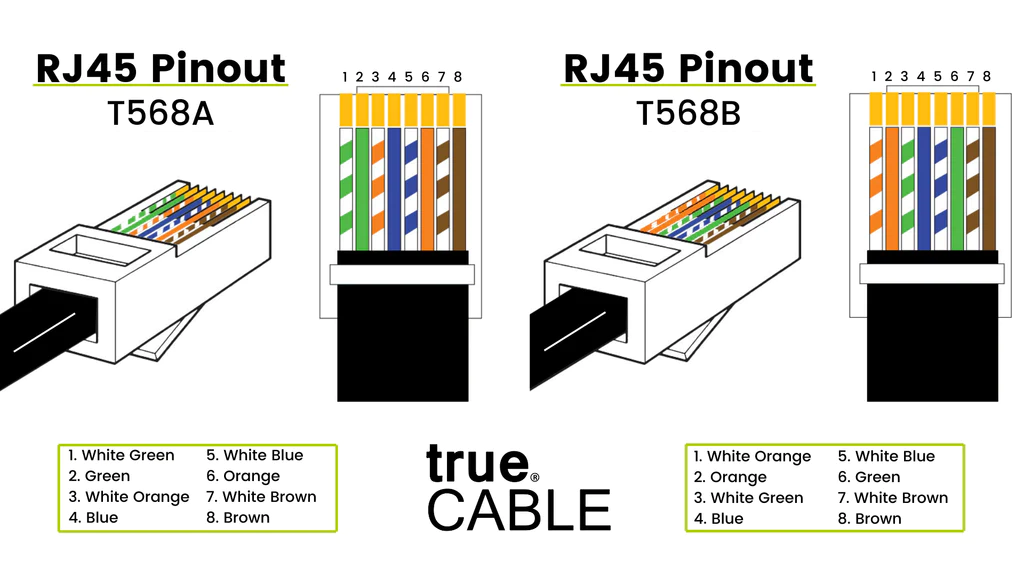 RJ45 Pinout
T568A
1 2 3 4 5 6 7 8
RJ45 Pinout
T568B
1 2 3 4 5 6 7 8
1. White Green
2. Green
3. White Orange
4. Blue
5. White Blue
6. Orange
7. White Brown
8. Brown
true®
CABLE
1. White Orange
2. Orange
3. White Green
4. Blue
5. White Blue
6. Green
7. White Brown
8. Brown